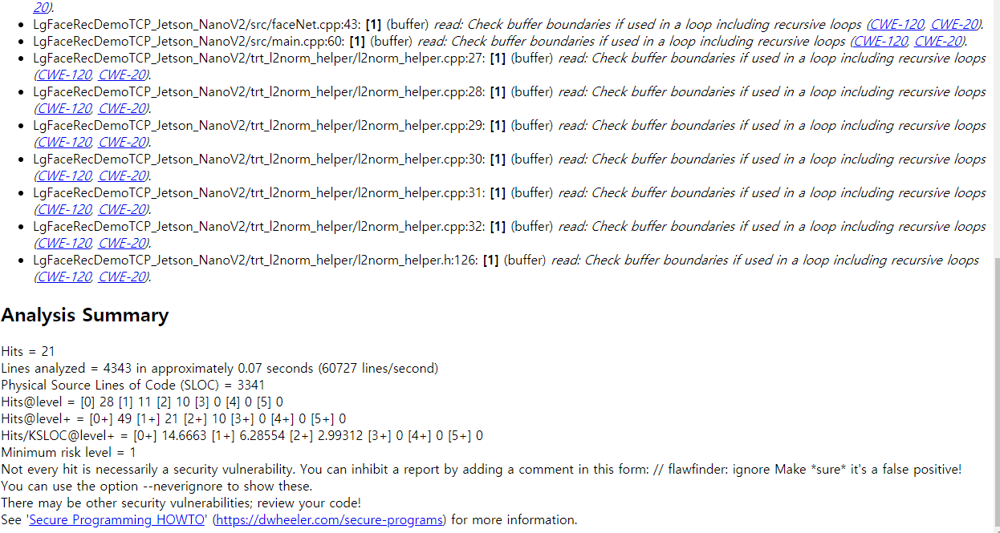 20).
LgFaceRecDemoTCP_Jetson_NanoV2/src/faceNet.cpp:43: [1] (buffer) read: Check buffer boundaries if used in a loop including recursive loops (CWE-120, CWE-20).
LgFaceRecDemoTCP_Jetson_NanoV2/src/main.cpp:60: [1] (buffer) read: Check buffer boundaries if used in a loop including recursive loops (CWE-120, CWE-20).
LgFaceRecDemoTCP_Jetson_NanoV2/trt_l2norm_helper/l2norm_helper.cpp:27: [1] (buffer) read: Check buffer boundaries if used in a loop including recursive loops
(CWE-120, CWE-20).
LgFaceRecDemoTCP_Jetson_NanoV2/trt_l2norm_helper/l2norm_helper.cpp:28: [1] (buffer) read: Check buffer boundaries if used in a loop including recursive loops
(CWE-120, CWE-20).
LgFaceRecDemoTCP_Jetson_NanoV2/trt_l2norm_helper/l2norm_helper.cpp:29: [1] (buffer) read: Check buffer boundaries if used in a loop including recursive loops
(CWE-120, CWE-20).
LgFaceRecDemoTCP_Jetson_NanoV2/trt_l2norm_helper/l2norm_helper.cpp:30: [1] (buffer) read: Check buffer boundaries if used in a loop including recursive loops
(CWE-120, CWE-20).
LgFaceRecDemoTCP_Jetson_NanoV2/trt_l2norm_helper/l2norm_helper.cpp:31: [1] (buffer) read: Check buffer boundaries if used in a loop including recursive loops
(CWE-120, CWE-20).
LgFaceRecDemoTCP_Jetson_NanoV2/trt_l2norm_helper/l2norm_helper.cpp:32: [1] (buffer) read: Check buffer boundaries if used in a loop including recursive loops
(CWE-120, CWE-20).
LgFaceRecDemoTCP_Jetson_NanoV2/trt_l2norm_helper/l2norm_helper.h:126: [1] (buffer) read: Check buffer boundaries if used in a loop including recursive loops
(CWE-120, CWE-20).
Analysis Summary
Hits = 21
Lines analyzed = 4343 in approximately 0.07 seconds (60727 lines/second)
Physical Source Lines of Code (SLOC) = 3341
Hits@level = [0] 28 [1] 11 [2] 10 [3] 0 [4] 0 [5] 0
Hits@level+ = [0+] 49 [1+] 21 [2+] 10 [3+] 0 [4+] 0 [5+] 0
Hits/KSLOC@level+ = [0+] 14.6663 [1+] 6.28554 [2+] 2.99312 [3+] 0 [4+] 0 [5+] 0
Minimum risk level = 1
Not every hit is necessarily a security vulnerability. You can inhibit a report by adding a comment in this form: // flawfinder: ignore Make *sure* it's a false positive!
You can use the option --neverignore to show these.
There may be other security vulnerabilities; review your code!
See 'Secure Programming HOWTO' (https://dwheeler.com/secure-programs) for more information.